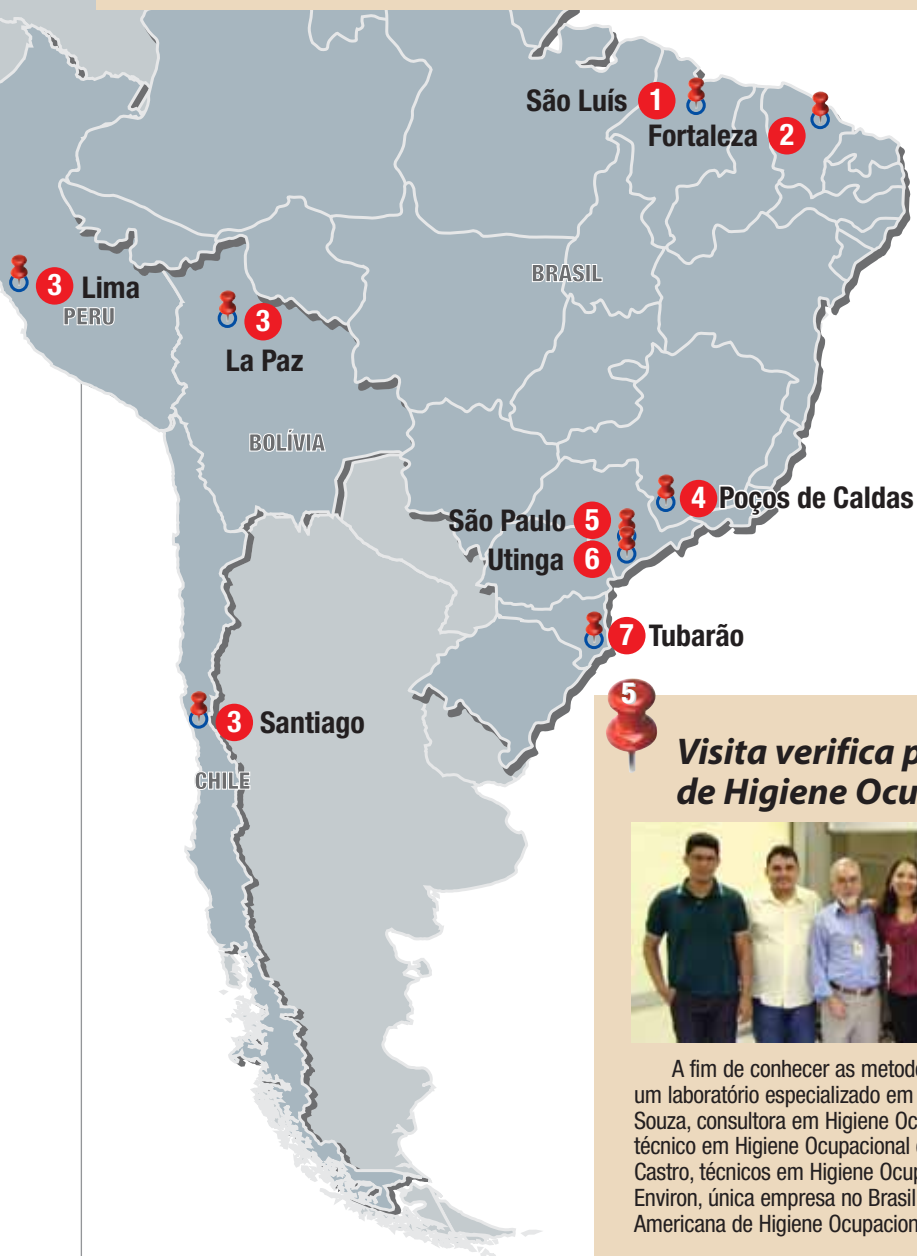 São Luís 1
Fortaleza 2
BRASIL
3 Lima
PERU
3
La Paz
BOLÍVIA
4 Poços de Caldas
São Paulo 5
Utinga 6
7 Tubarão
3 Santiago
CHILE
5
Visita verifica p
de Higiene Ocu
A fim de conhecer as metodo
um laboratório especializado em
Souza, consultora em Higiene Oc
técnico em Higiene Ocupacional
Castro, técnicos em Higiene Ocup
Environ, única empresa no Brasil
Americana de Higiene Ocupacion